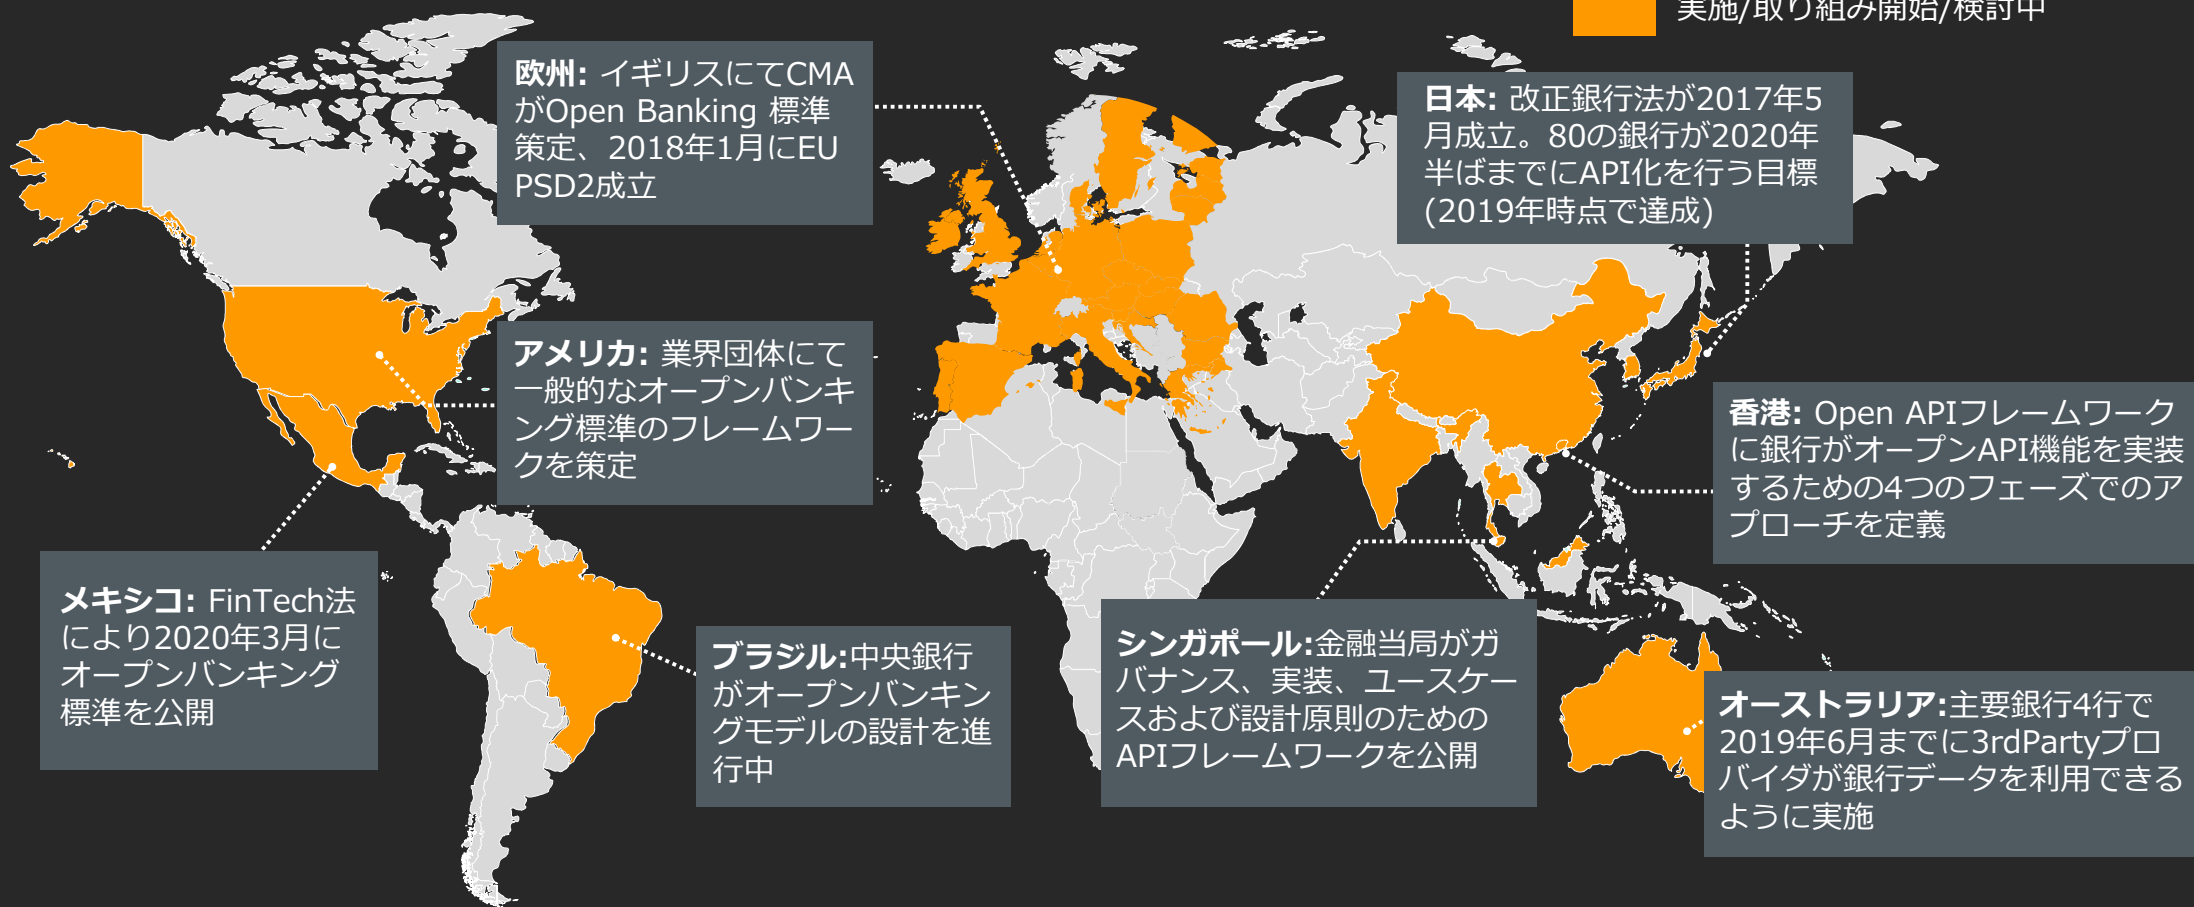 実施/取り組み開始/検討中
欧州: イギリスにてCMA
がOpen Banking 標準
策定、2018年1月にEU
PSD2成立
日本: 改正銀行法が2017年5
月成立。80の銀行が2020年
半ばまでにAPI化を行う目標
(2019年時点で達成)
アメリカ: 業界団体にて
一般的なオープンバンキ
ング標準のフレームワー
クを策定
香港: Open APIフレームワーク
に銀行がオープンAPI機能を実装
するための4つのフェーズでのア
プローチを定義
メキシコ: FinTech法
により2020年3月に
オープンバンキング
標準を公開
ブラジル:中央銀行
がオープンバンキン
グモデルの設計を進
行中
シンガポール:金融当局がガ
バナンス、実装、ユースケー
スおよび設計原則のための
APIフレームワークを公開
オーストラリア:主要銀行4行で
2019年6月までに3rdPartyプロ
バイダが銀行データを利用できる
ように実施